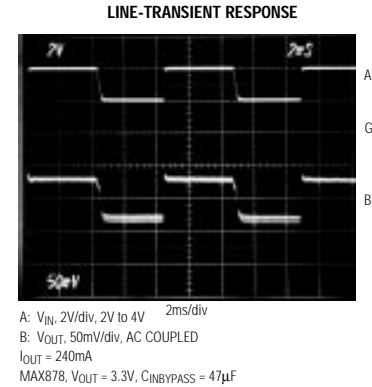 LINE-TRANSIENT RESPONSE
2V 2mS
A
G
B
50mV
2ms/div
A: VIN, 2V/div, 2V to 4V
B: VOUT, 50mV/div, AC COUPLED
IOUT = 240mA
MAX878, VOUT = 3.3V, CINBYPASS = 47μF